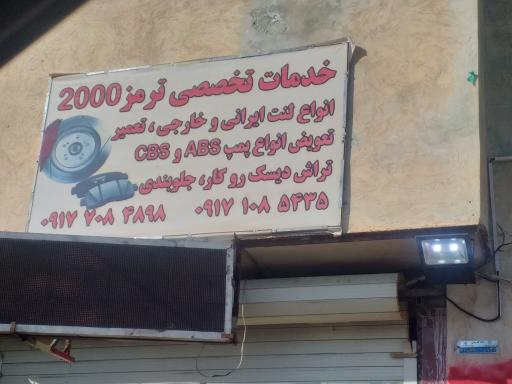 خدمات تخصصی ترمز 2000
انواع لنت ایرانی و خارجی ، تعمیر
تعویض انواع پمپ ABS و CBS
تراش دیسک رو کار، جلوبندی
۰۹۱۷ ۷۰۸ ۴۸۹۸ ۰۹۱۷ ۱۰۸ ۵۴۳۵